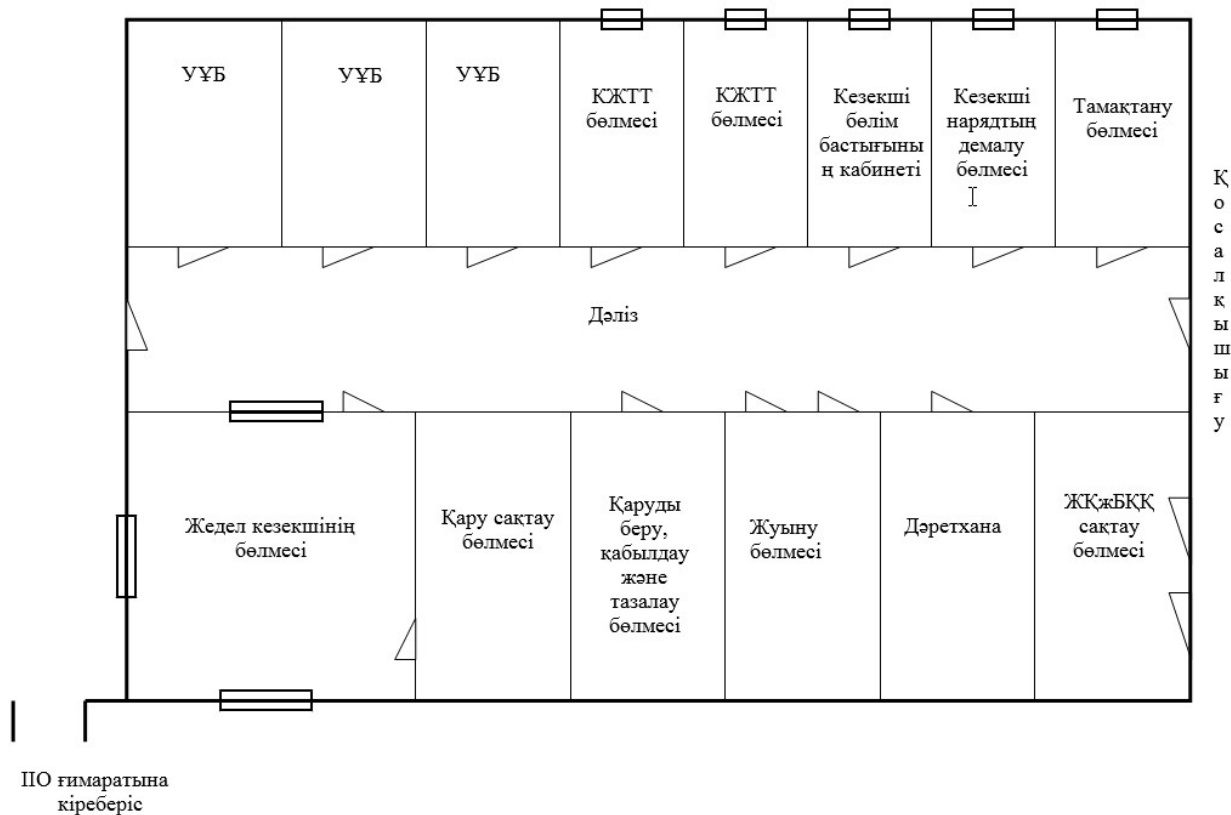 УҰБ
УҰБ
УҰБ
КЖТТ
бөлмесі
КЖТТ
бөлмесі
Кезекші
бөлім
бастығыны
ң кабинеті
Кезекші
нарядтың
демалу
бөлмесі
Тамақтану
бөлмесі
Қ
о
с
а
л
қ
ы
ш
ы
ғ
у
Дәліз
Жедел кезекшінің
бөлмесі
Қару сақтау
бөлмесі
Қаруды
беру,
қабылдау
және
тазалау
бөлмесі
Жуыну
бөлмесі
Дәретхана
ЖҚжБҚҚ
сақтау
бөлмесі
ІІО ғимаратына
кіреберіс